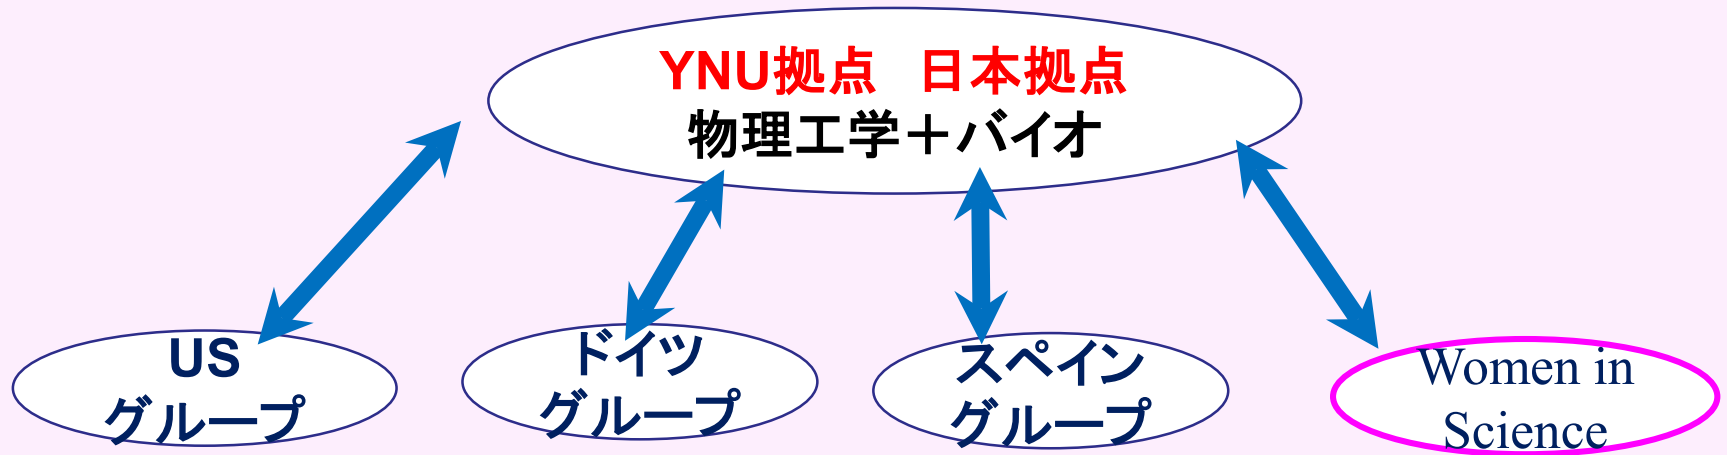 YNU拠点　日本拠点
物理工学＋バイオ
US
グループ
ドイツ
グループ
スペイン
グループ
Women in
Science